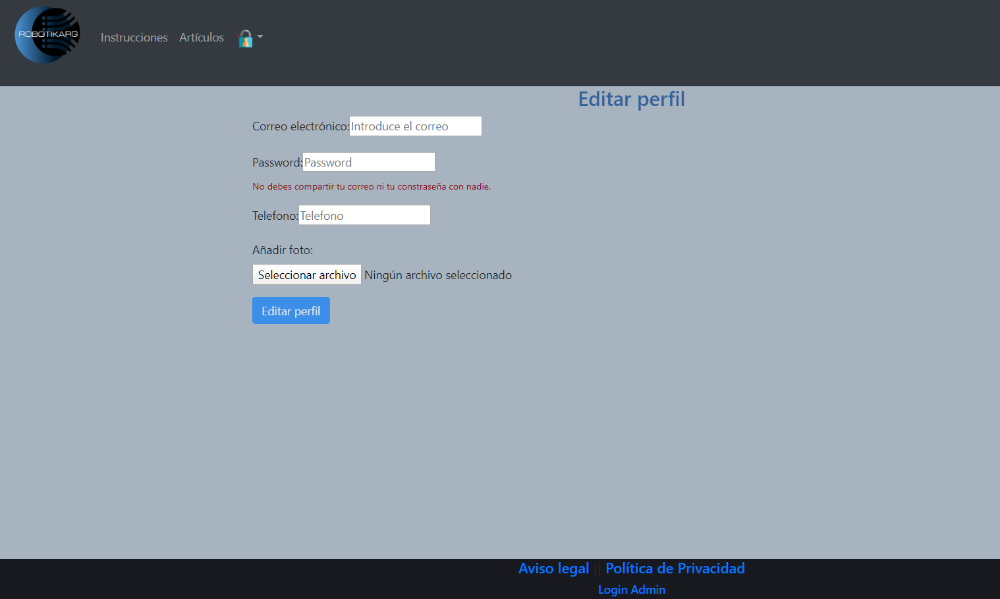 ROBOTIKARG
Instrucciones Artículos
Editar perfil
Correo electrónico: Introduce el correo
Password: Password
No debes compartir tu correo ni tu constraseña con nadie.
Telefono: Telefono
Añadir foto:
Seleccionar archivo Ningún archivo seleccionado
Editar perfil
Aviso legal || Política de Privacidad
Login Admin